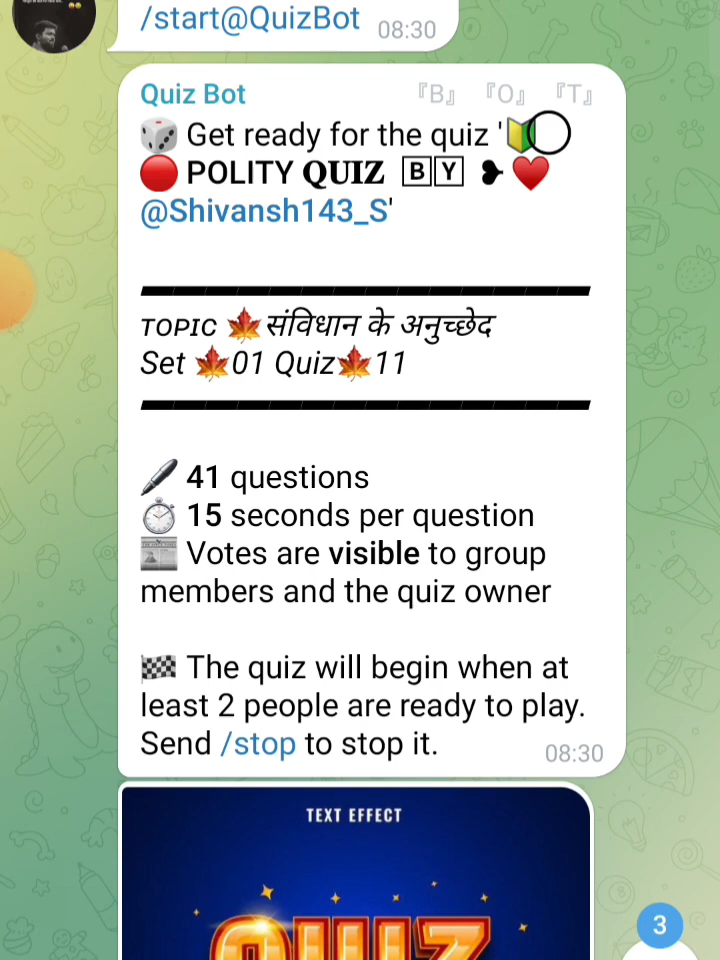 /start@QuizBot 08:30
Quiz Bot 『B』 『O』 『T』
🎲 Get ready for the quiz '🔰◯
🔴 POLITY 𝐐𝐔𝐈𝐙 🄱🅈 ❥ ♥️
@Shivansh143_S'
▬▬▬▬▬▬▬▬▬▬
ᴛᴏᴘɪᴄ 🍁संविधान के अनुच्छेद
Set 🍁01 Quiz🍁11
▬▬▬▬▬▬▬▬▬▬
🖊 41 questions
⏱ 15 seconds per question
📰 Votes are visible to group
members and the quiz owner
🏁 The quiz will begin when at
least 2 people are ready to play.
Send /stop to stop it. 08:30
TEXT EFFECT
QUIZ
3